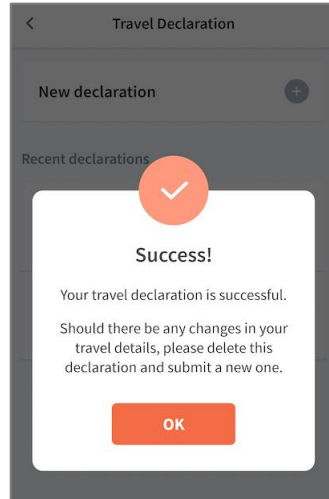 Travel Declaration
New declaration
Recent declarations
Success!
Your travel declaration is successful.
Should there be any changes in your
travel details, please delete this
declaration and submit a new one.
OK